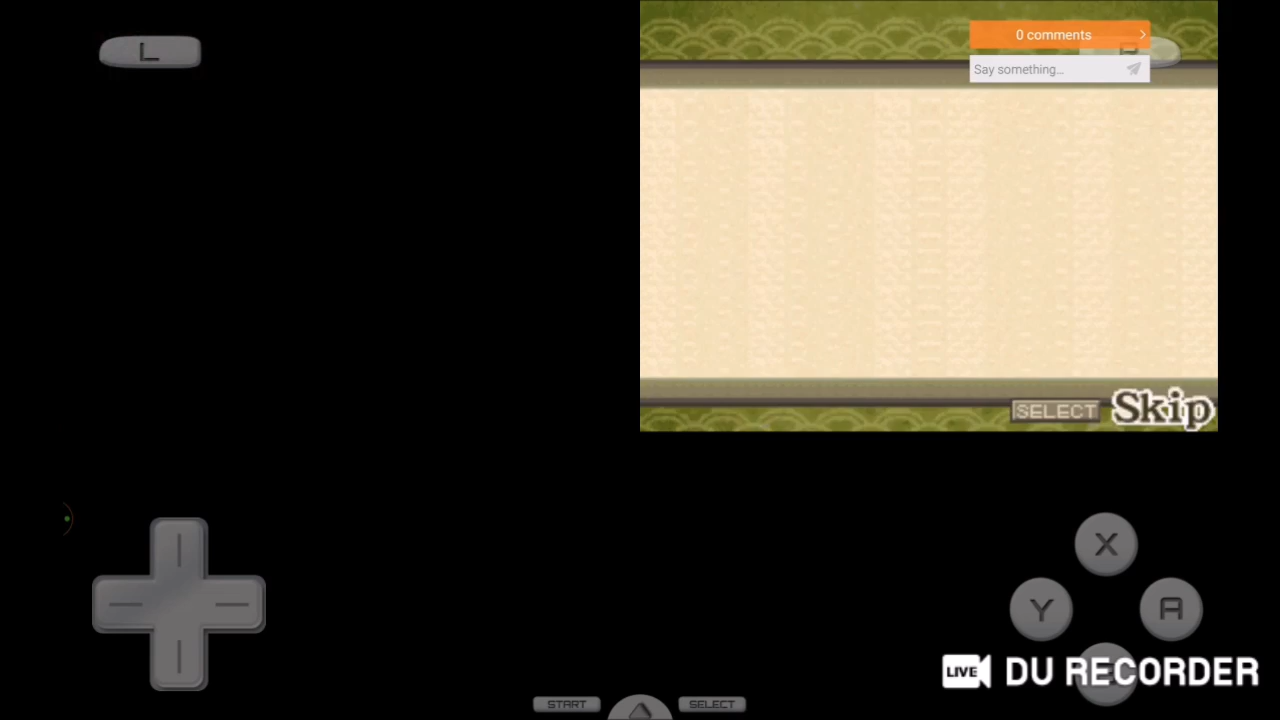 L
0 comments
R
Say something...
SELECT Skip
X
Y
A
LIVE DU RECORDER
START
SELECT